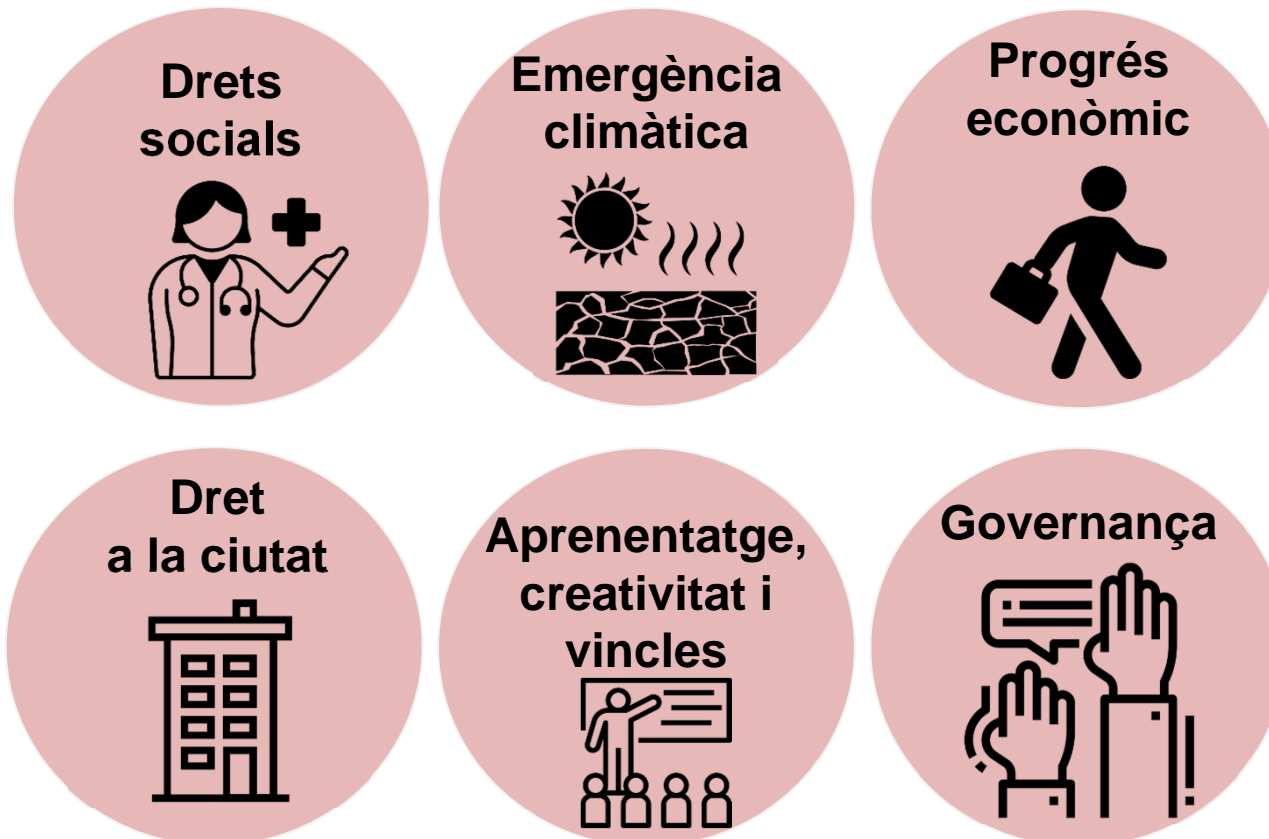 Drets
socials
Emergència
climàtica
Progrés
econòmic
Dret
a la ciutat
Aprenentatge,
creativitat i
vincles
Governança